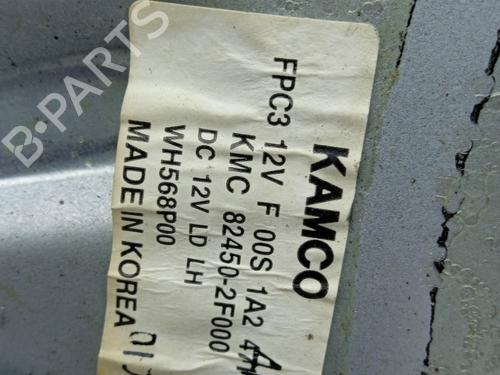 KAMCO
FPC3 12V F 00S 1A2
KMC 82450-2F000
DC 12V LD LH
WH568P00
MADE IN KOREA
B-PARTS